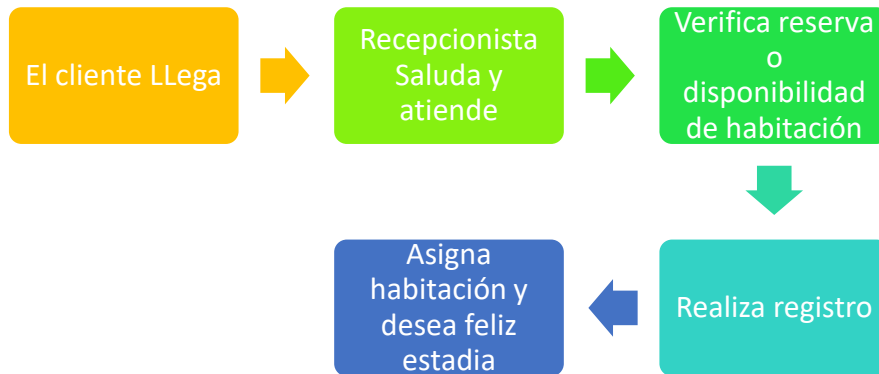 El cliente LLega
Recepcionista
Saluda y
atiende
Verifica reserva
o
disponibilidad
de habitación
Realiza registro
Asigna
habitación y
desea feliz
estadia